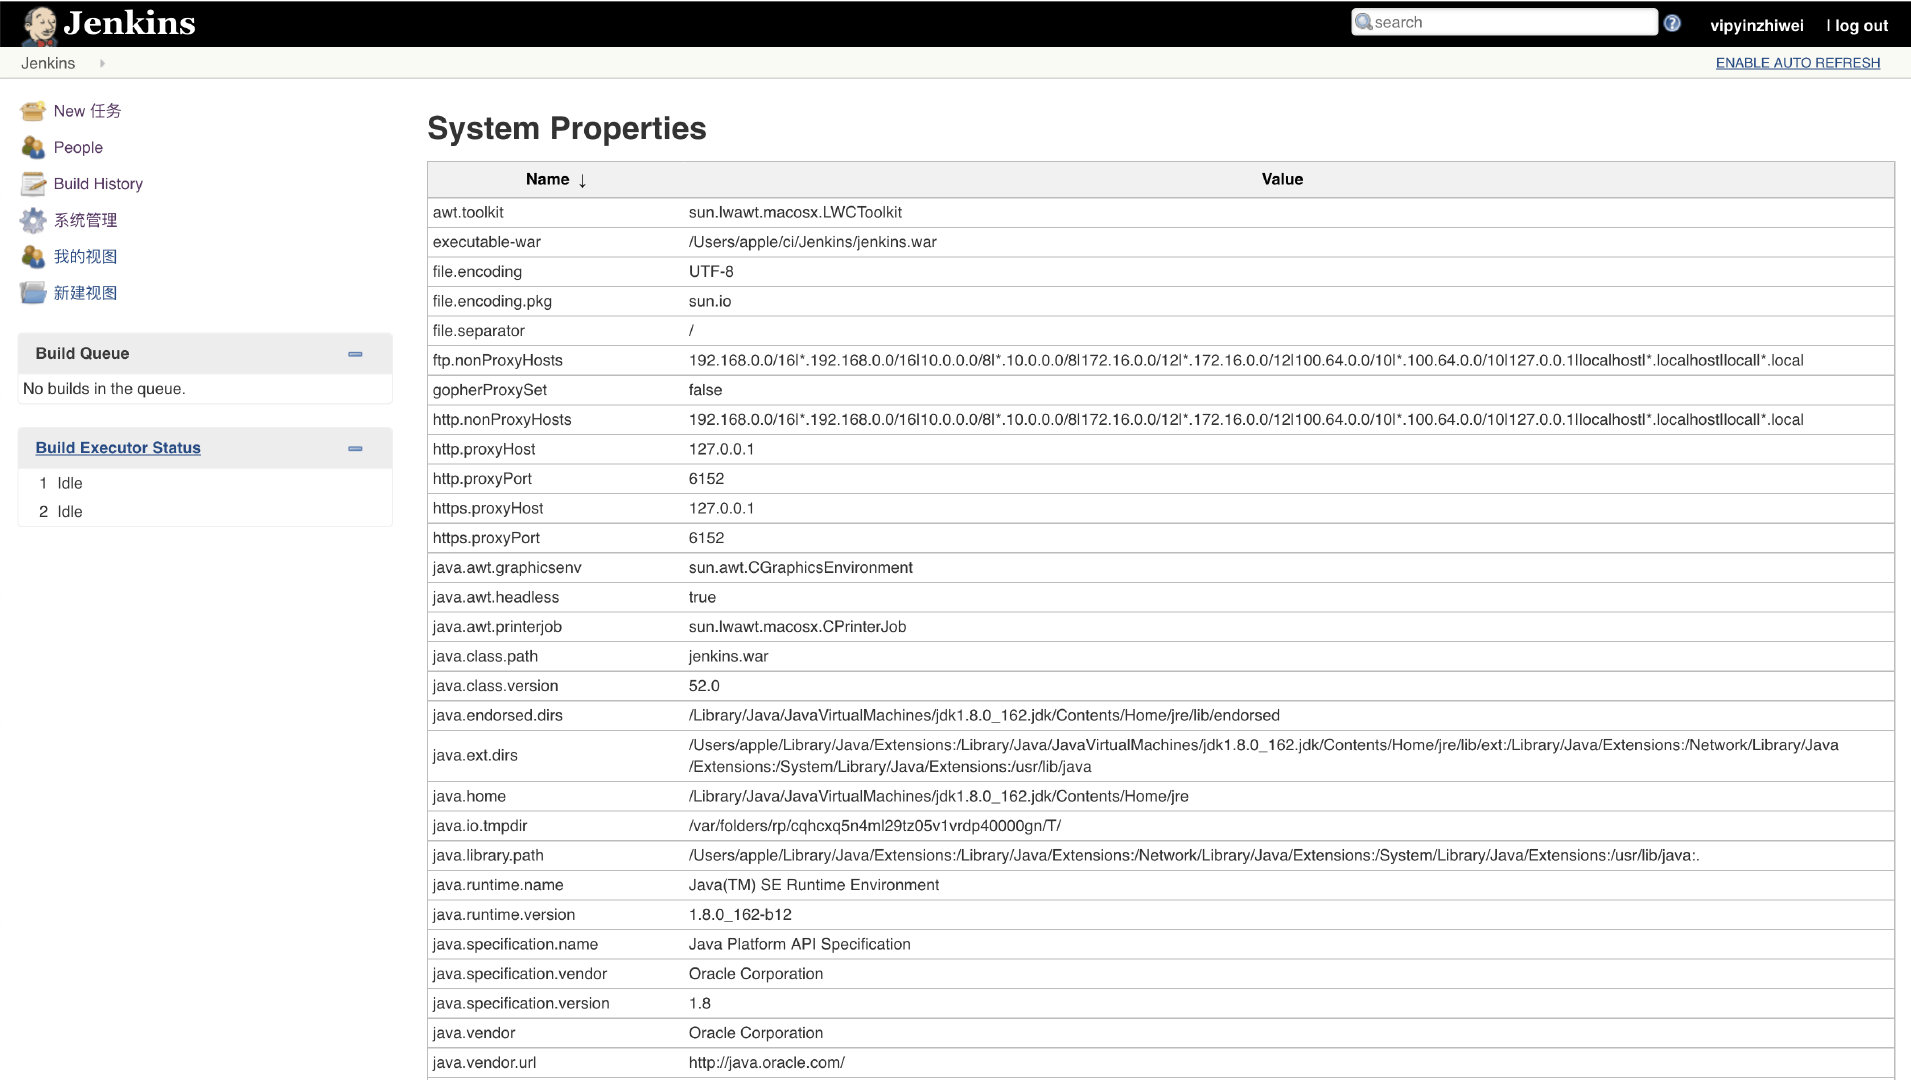 Jenkins
search
vipyinzhiwei
| log out
Jenkins
ENABLE AUTO REFRESH
New 任务
People
Build History
系统管理
我的视图
新建视图
Build Queue
No builds in the queue.
Build Executor Status
1 Idle
2 Idle
System Properties
Name ↓ Value
awt.toolkit sun.lwawt.macosx.LWCToolkit
executable-war /Users/apple/ci/Jenkins/jenkins.war
file.encoding UTF-8
file.encoding.pkg sun.io
file.separator /
ftp.nonProxyHosts 192.168.0.0/16|*.192.168.0.0/16|10.0.0.0/8|*.10.0.0.0/8|172.16.0.0/12|*.172.16.0.0/12|100.64.0.0/10|*.100.64.0.0/10|127.0.0.1|localhost|*.localhost|local|*.local
gopherProxySet false
http.nonProxyHosts 192.168.0.0/16|*.192.168.0.0/16|10.0.0.0/8|*.10.0.0.0/8|172.16.0.0/12|*.172.16.0.0/12|100.64.0.0/10|*.100.64.0.0/10|127.0.0.1|localhost|*.localhost|local|*.local
http.proxyHost 127.0.0.1
http.proxyPort 6152
https.proxyHost 127.0.0.1
https.proxyPort 6152
java.awt.graphicsenv sun.awt.CGraphicsEnvironment
java.awt.headless true
java.awt.printerjob sun.lwawt.macosx.CPrinterJob
java.class.path jenkins.war
java.class.version 52.0
java.endorsed.dirs /Library/Java/JavaVirtualMachines/jdk1.8.0_162.jdk/Contents/Home/jre/lib/endorsed
java.ext.dirs /Users/apple/Library/Java/Extensions:/Library/Java/JavaVirtualMachines/jdk1.8.0_162.jdk/Contents/Home/jre/lib/ext:/Library/Java/Extensions:/Network/Library/Java
/Extensions:/System/Library/Java/Extensions:/usr/lib/java
java.home /Library/Java/JavaVirtualMachines/jdk1.8.0_162.jdk/Contents/Home/jre
java.io.tmpdir /var/folders/rp/cqhcxq5n4ml29tz05v1vrdp40000gn/T/
java.library.path /Users/apple/Library/Java/Extensions:/Library/Java/Extensions:/Network/Library/Java/Extensions:/System/Library/Java/Extensions:/usr/lib/java:.
java.runtime.name Java(TM) SE Runtime Environment
java.runtime.version 1.8.0_162-b12
java.specification.name Java Platform API Specification
java.specification.vendor Oracle Corporation
java.specification.version 1.8
java.vendor Oracle Corporation
java.vendor.url http://java.oracle.com/